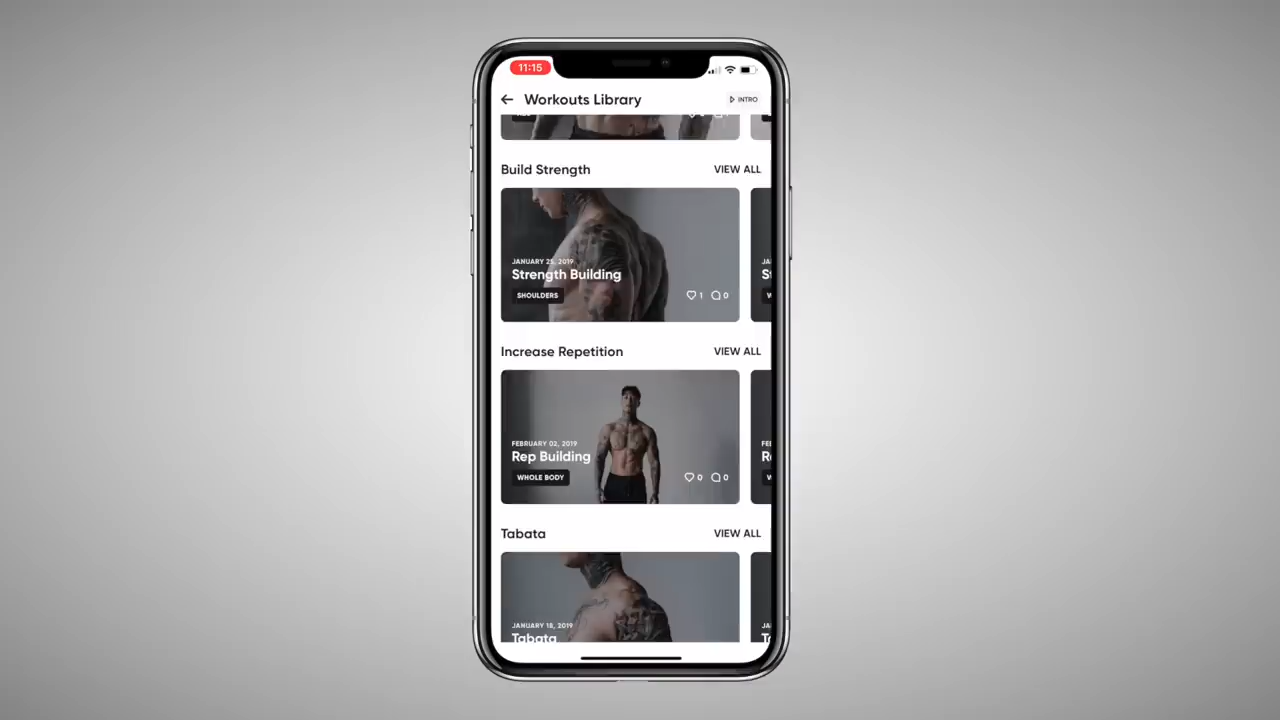 11:15
Workouts Library
INTRO
Build Strength
VIEW ALL
JANUARY 25, 2019
Strength Building
SHOULDERS
1
0
Increase Repetition
VIEW ALL
FEBRUARY 02, 2019
Rep Building
WHOLE BODY
0
0
Tabata
VIEW ALL
JANUARY 18, 2019
Tabata